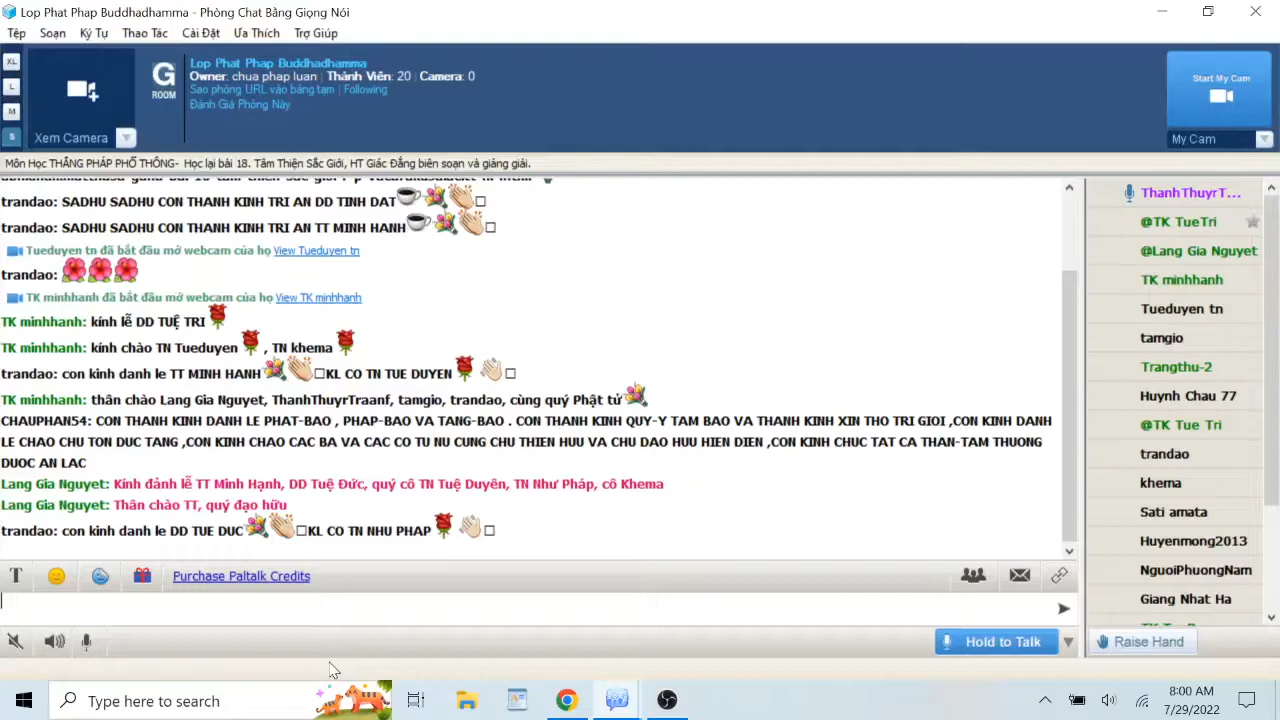 Lop Phat Phap Buddhadhamma - Phòng Chat Bằng Giọng Nói
Tệp Soạn Ký Tự Thao Tác Cài Đặt Ưa Thích Trợ Giúp
XL
L
M
S
Xem Camera
G
ROOM
Lop Phat Phap Buddhadhamma
Owner: chua phap luan | Thành Viên: 20 | Camera: 0
Sao phòng URL vào bảng tạm | Following
Đánh Giá Phòng Này
Start My Cam
My Cam
Môn Học THẮNG PHÁP PHỔ THÔNG- Học lại bài 18. Tâm Thiện Sắc Giới, HT Giác Đẳng biên soạn và giảng giải.
trandao: SADHU SADHU CON THANH KINH TRI AN DD TINH DAT
trandao: SADHU SADHU CON THANH KINH TRI AN TT MINH HANH
Tueduyen tn đã bắt đầu mở webcam của họ View Tueduyen tn
trandao:
TK minhhanh đã bắt đầu mở webcam của họ View TK minhhanh
TK minhhanh: kính lễ DD TUỆ TRI
TK minhhanh: kính chào TN Tueduyen , TN khema
trandao: con kinh danh le TT MINH HANH KL CO TN TUE DUYEN
TK minhhanh: thân chào Lang Gia Nguyet, ThanhThuyrTraanf, tamgio, trandao, cùng quý Phật tử
CHAUPHAN54: CON THANH KINH DANH LE PHAT-BAO , PHAP-BAO VA TANG-BAO . CON THANH KINH QUY-Y TAM BAO VA THANH KINH XIN THO TRI GIOI ,CON KINH DANH
LE CHAO CHU TON DUC TANG ,CON KINH CHAO CAC BA VA CAC CO TU NU CUNG CHU THIEN HUU VA CHU DAO HUU HIEN DIEN ,CON KINH CHUC TAT CA THAN-TAM THUONG
DUOC AN LAC
Lang Gia Nguyet: Kính đảnh lễ TT Minh Hạnh, DD Tuệ Đức, quý cô TN Tuệ Duyên, TN Như Pháp, cô Khema
Lang Gia Nguyet: Thân chào TT, quý đạo hữu
trandao: con kinh danh le DD TUE DUC KL CO TN NHU PHAP
ThanhThuyrT...
@TK TueTri
@Lang Gia Nguyet
TK minhhanh
Tueduyen tn
tamgio
Trangthu-2
Huynh Chau 77
@TK Tue Tri
trandao
khema
Sati amata
Huyenmong2013
NguoiPhuongNam
Giang Nhat Ha
T
Purchase Paltalk Credits
Hold to Talk
Raise Hand
Type here to search
8:00 AM
7/29/2022